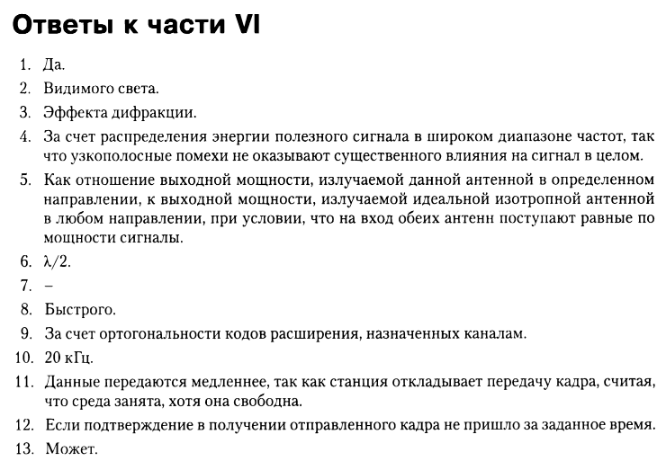 Ответы к части VI
1. Да.
2. Видимого света.
3. Эффекта дифракции.
4. За счет распределения энергии полезного сигнала в широком диапазоне частот, так
что узкополосные помехи не оказывают существенного влияния на сигнал в целом.
5. Как отношение выходной мощности, излучаемой данной антенной в определенном
направлении, к выходной мощности, излучаемой идеальной изотропной антенной
в любом направлении, при условии, что на вход обеих антенн поступают равные по
мощности сигналы.
6. λ/2.
7. –
8. Быстрого.
9. За счет ортогональности кодов расширения, назначенных каналам.
10. 20 кГц.
11. Данные передаются медленнее, так как станция откладывает передачу кадра, считая,
что среда занята, хотя она свободна.
12. Если подтверждение в получении отправленного кадра не пришло за заданное время.
13. Может.